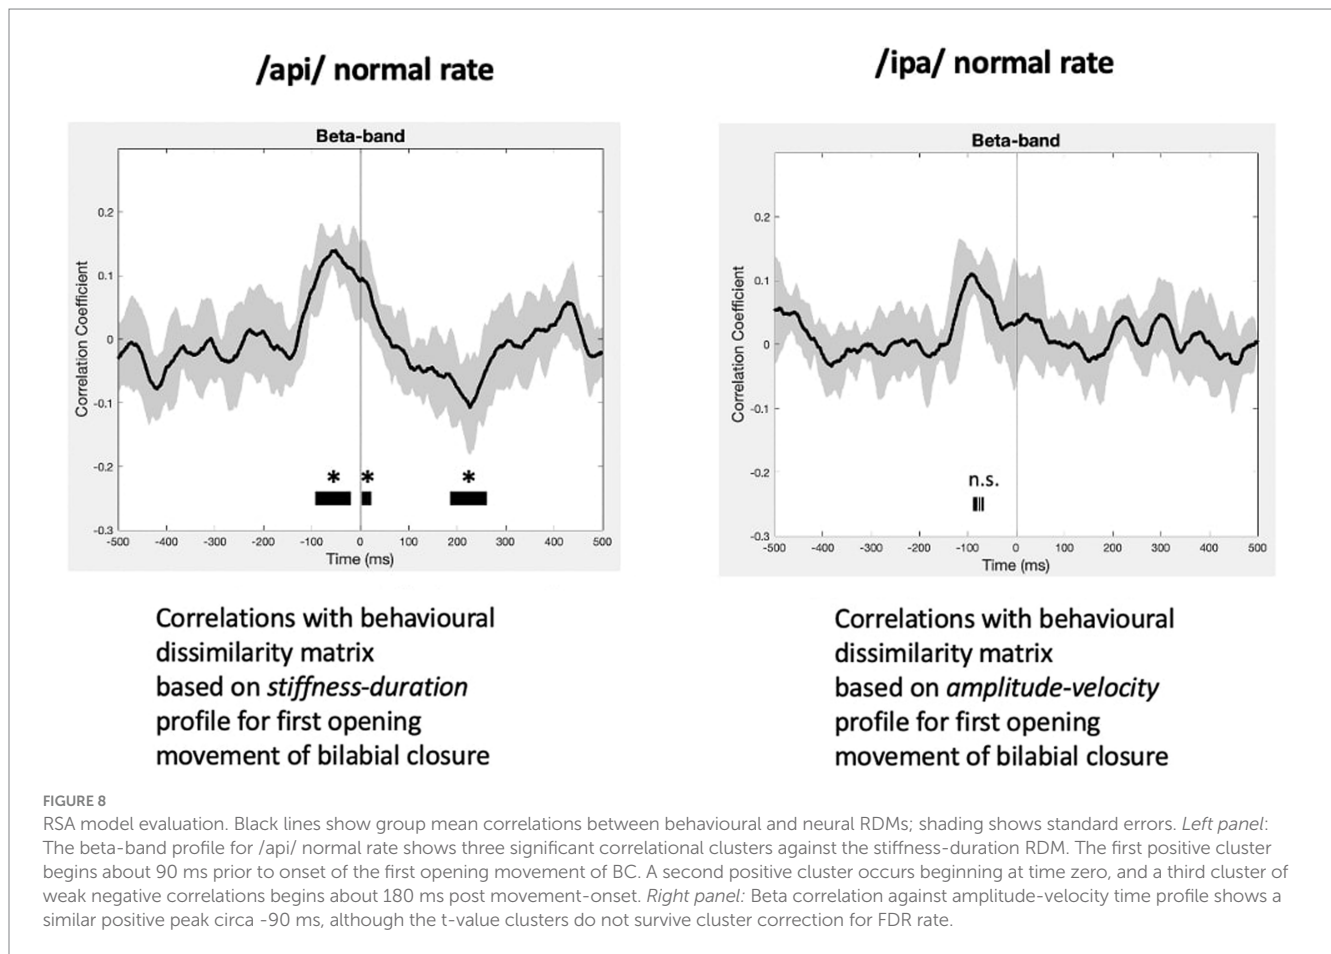 /api/ normal rate
Beta-band
Correlation Coefficient
0.2
0.1
0
-0.1
-0.2
-0.3
* * *
-500 -400 -300 -200 -100 0 100 200 300 400 500
Time (ms)
Correlations with behavioural
dissimilarity matrix
based on stiffness-duration
profile for first opening
movement of bilabial closure
/ipa/ normal rate
Beta-band
Correlation Coefficient
0.2
0.1
0
-0.1
-0.2
-0.3
n.s.
-500 -400 -300 -200 -100 0 100 200 300 400 500
Time (ms)
Correlations with behavioural
dissimilarity matrix
based on amplitude-velocity
profile for first opening
movement of bilabial closure
FIGURE 8
RSA model evaluation. Black lines show group mean correlations between behavioural and neural RDMs; shading shows standard errors. Left panel:
The beta-band profile for /api/ normal rate shows three significant correlational clusters against the stiffness-duration RDM. The first positive cluster
begins about 90 ms prior to onset of the first opening movement of BC. A second positive cluster occurs beginning at time zero, and a third cluster of
weak negative correlations begins about 180 ms post movement-onset. Right panel: Beta correlation against amplitude-velocity time profile shows a
similar positive peak circa -90 ms, although the t-value clusters do not survive cluster correction for FDR rate.